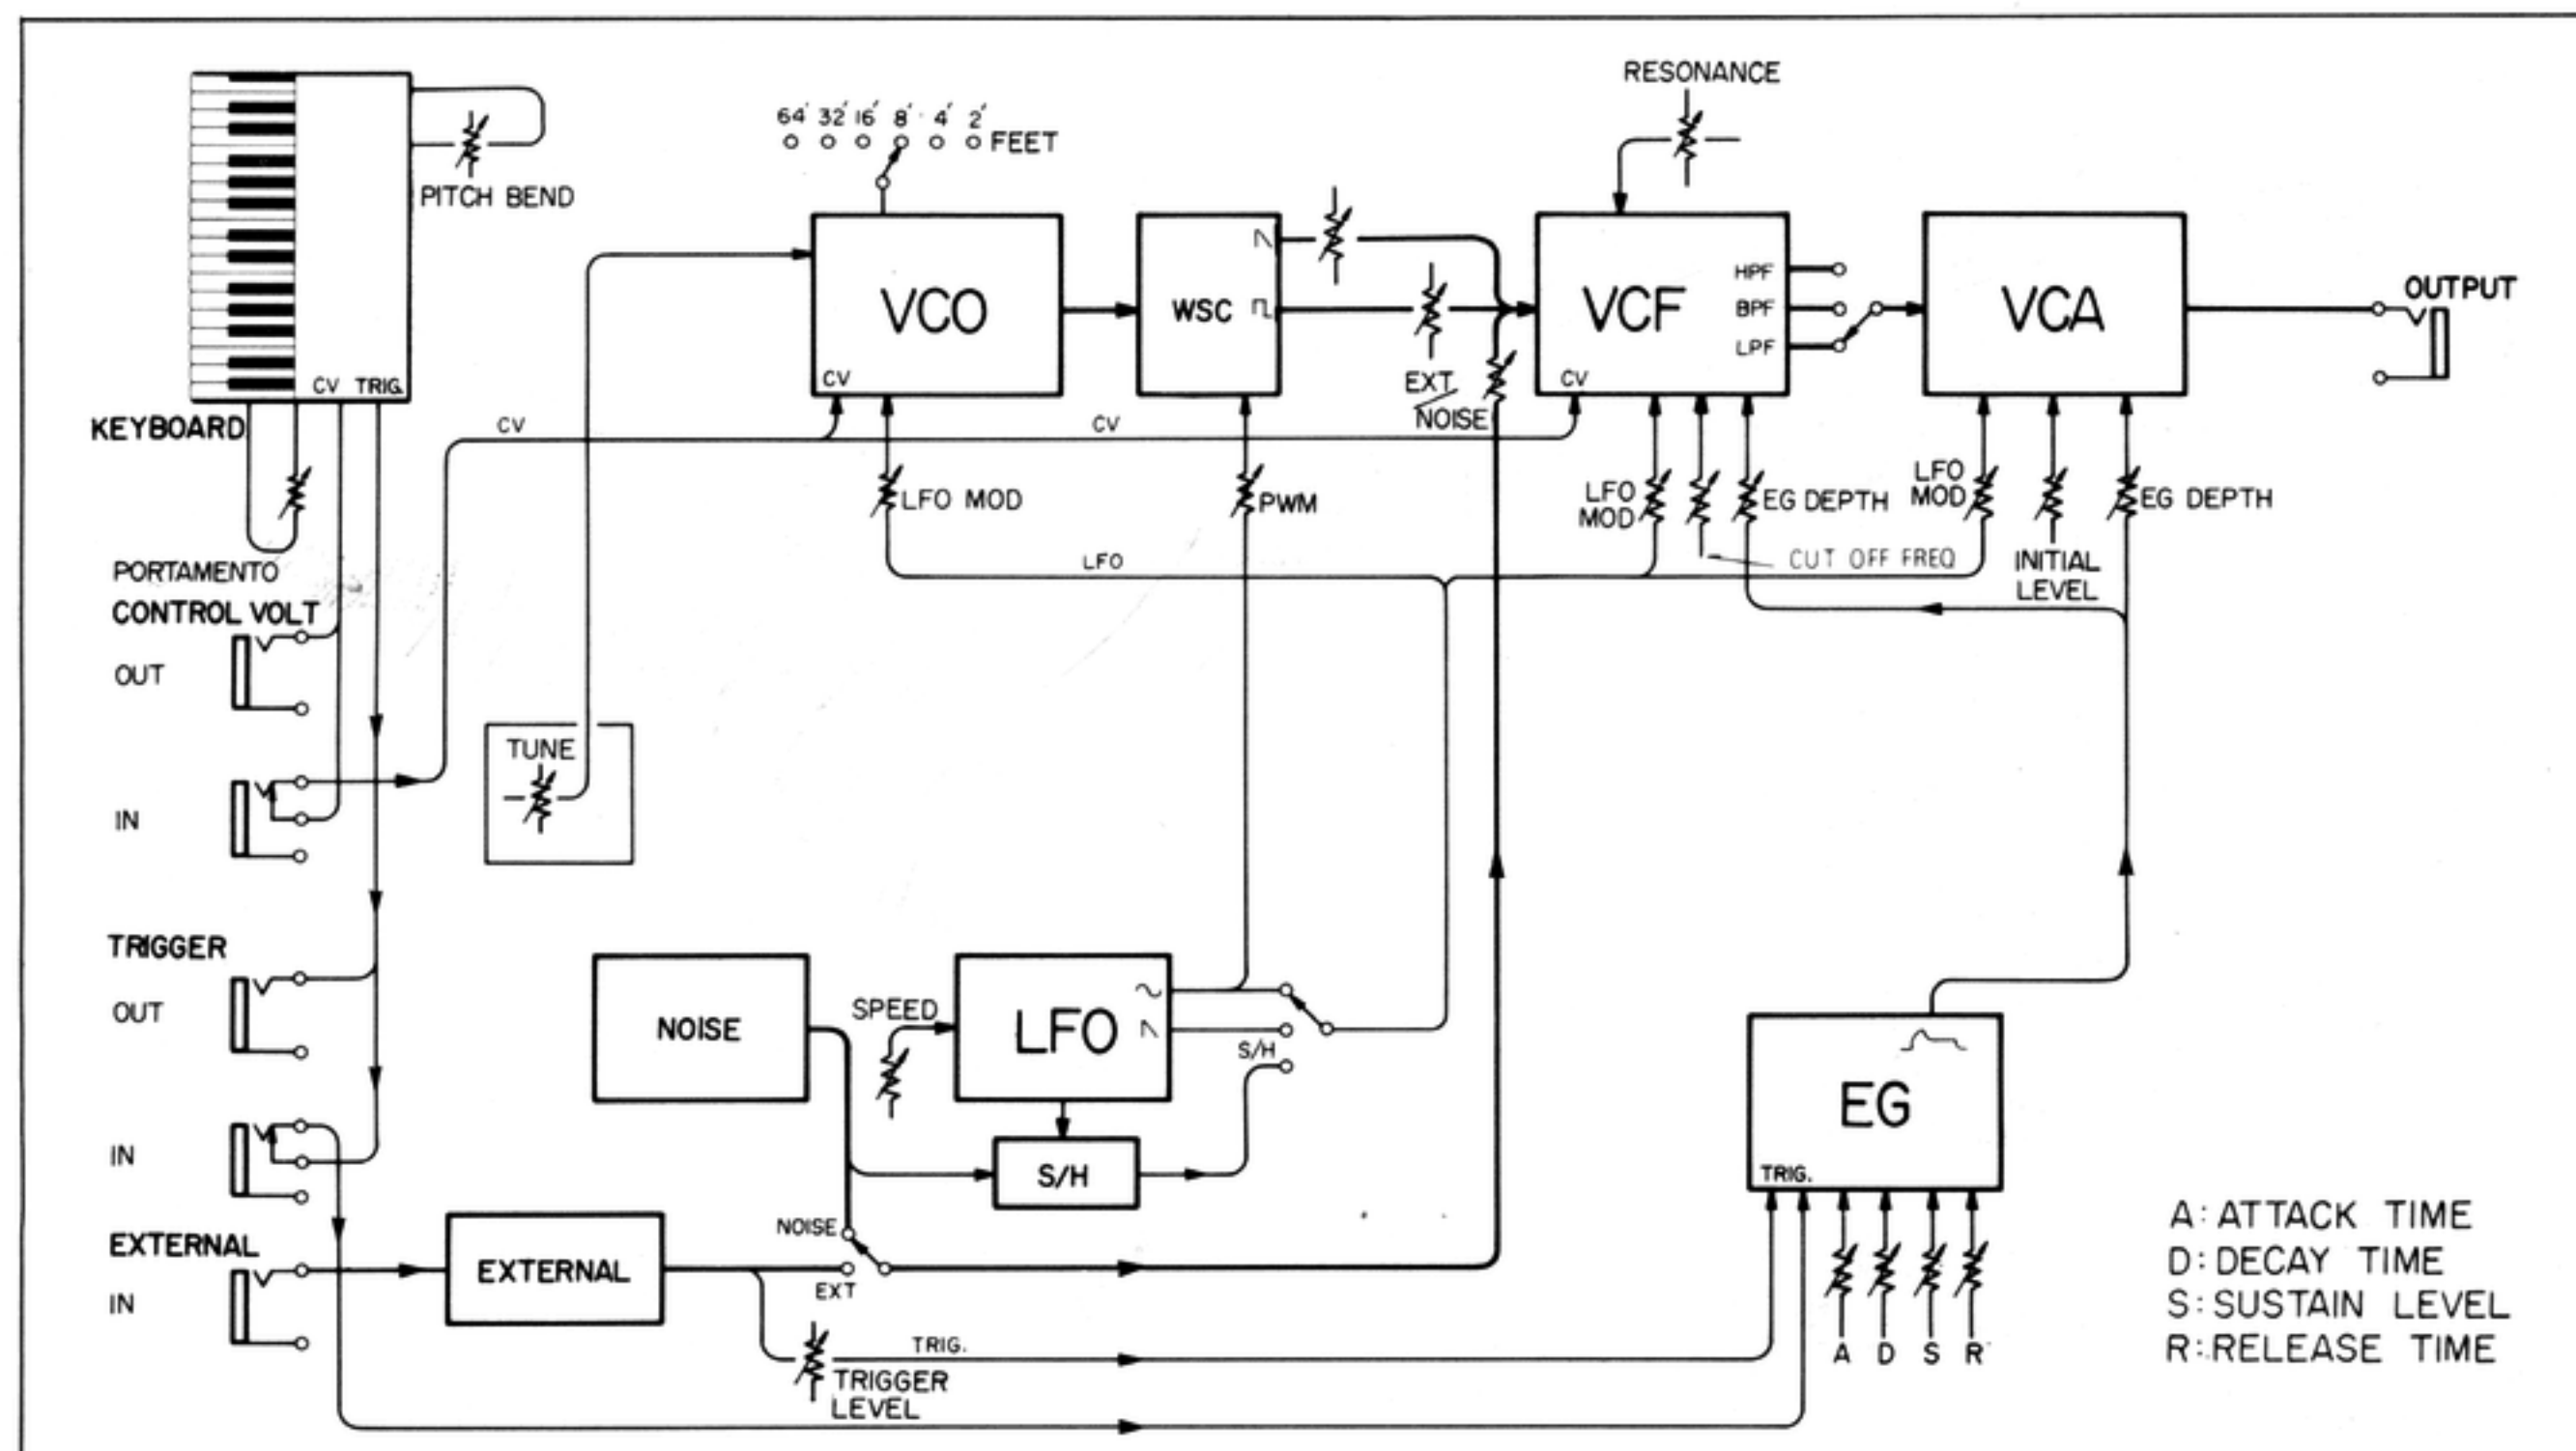 RESONANCE
64' 32' 16' 8' 4' 2' FEET
PITCH BEND
CV TRIG.
KEYBOARD
VCO
CV
WSC
VCF
CV
HPF
BPF
LPF
VCA
OUTPUT
EXT/NOISE
CV
CV
LFO MOD
PWM
LFO
MOD
EG DEPTH
LFO
MOD
EG DEPTH
CUT OFF FREQ
INITIAL
LEVEL
LFO
PORTAMENTO
CONTROL VOLT
OUT
IN
TUNE
TRIGGER
OUT
IN
NOISE
SPEED
LFO
S/H
S/H
EG
TRIG.
A D S R
EXTERNAL
IN
EXTERNAL
NOISE
EXT
TRIG.
TRIGGER
LEVEL
A: ATTACK TIME
D: DECAY TIME
S: SUSTAIN LEVEL
R: RELEASE TIME